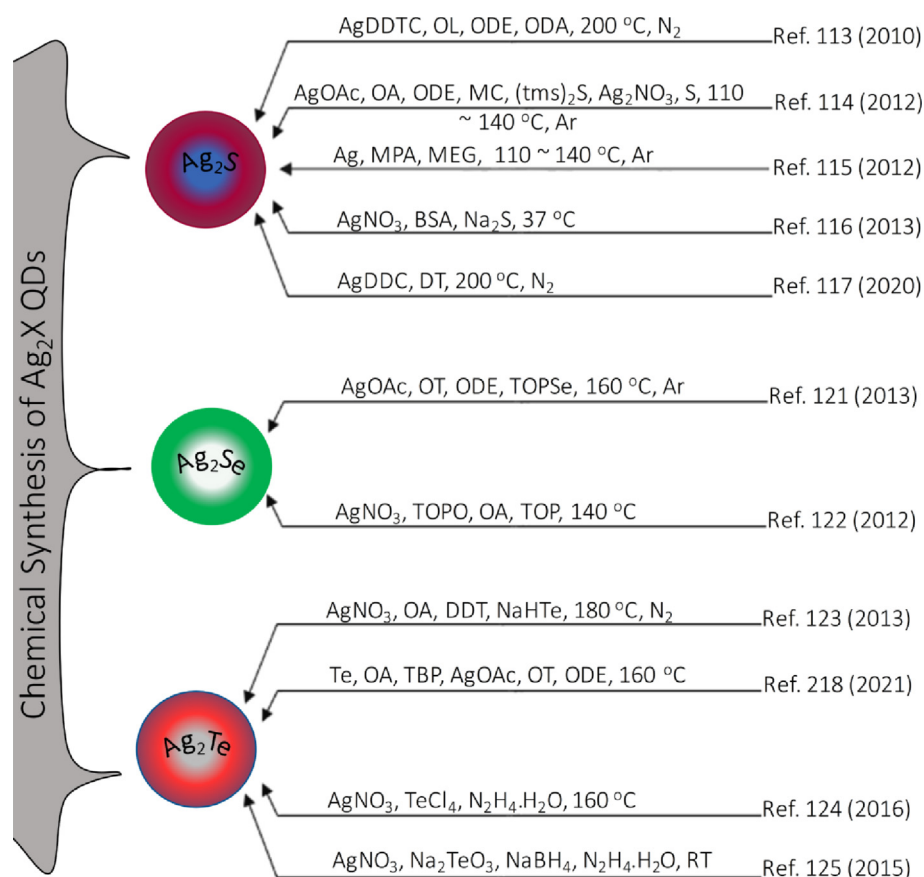 Chemical Synthesis of Ag₂X QDs
Ag₂S
AgDDTC, OL, ODE, ODA, 200 °C, N₂
Ref. 113 (2010)
AgOAc, OA, ODE, MC, (tms)₂S, Ag₂NO₃, S, 110
~ 140 °C, Ar
Ref. 114 (2012)
Ag, MPA, MEG, 110 ~ 140 °C, Ar
Ref. 115 (2012)
AgNO₃, BSA, Na₂S, 37 °C
Ref. 116 (2013)
AgDDC, DT, 200 °C, N₂
Ref. 117 (2020)
Ag₂Se
AgOAc, OT, ODE, TOPSe, 160 °C, Ar
Ref. 121 (2013)
AgNO₃, TOPO, OA, TOP, 140 °C
Ref. 122 (2012)
Ag₂Te
AgNO₃, OA, DDT, NaHTe, 180 °C, N₂
Ref. 123 (2013)
Te, OA, TBP, AgOAc, OT, ODE, 160 °C
Ref. 218 (2021)
AgNO₃, TeCl₄, N₂H₄.H₂O, 160 °C
Ref. 124 (2016)
AgNO₃, Na₂TeO₃, NaBH₄, N₂H₄.H₂O, RT
Ref. 125 (2015)